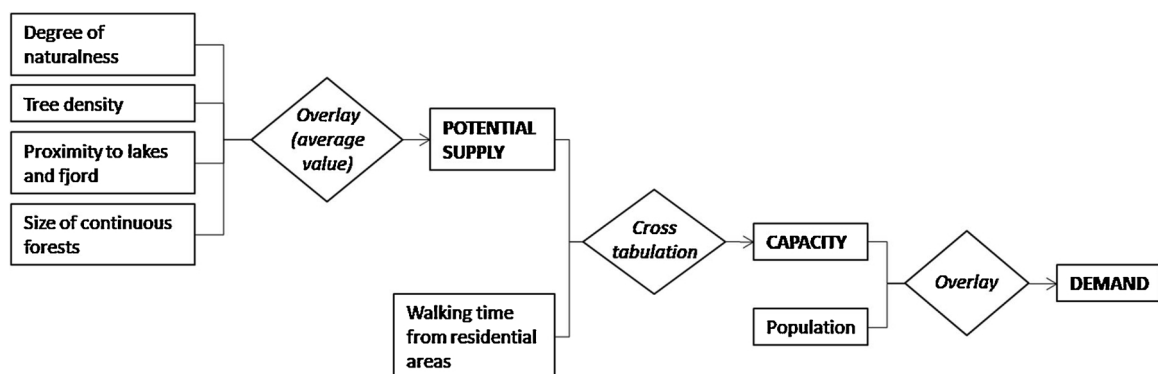 Degree of
naturalness
Tree density
Proximity to lakes
and fjord
Size of continuous
forests
Overlay
(average
value)
POTENTIAL
SUPPLY
Walking time
from residential
areas
Cross
tabulation
CAPACITY
Population
Overlay
DEMAND